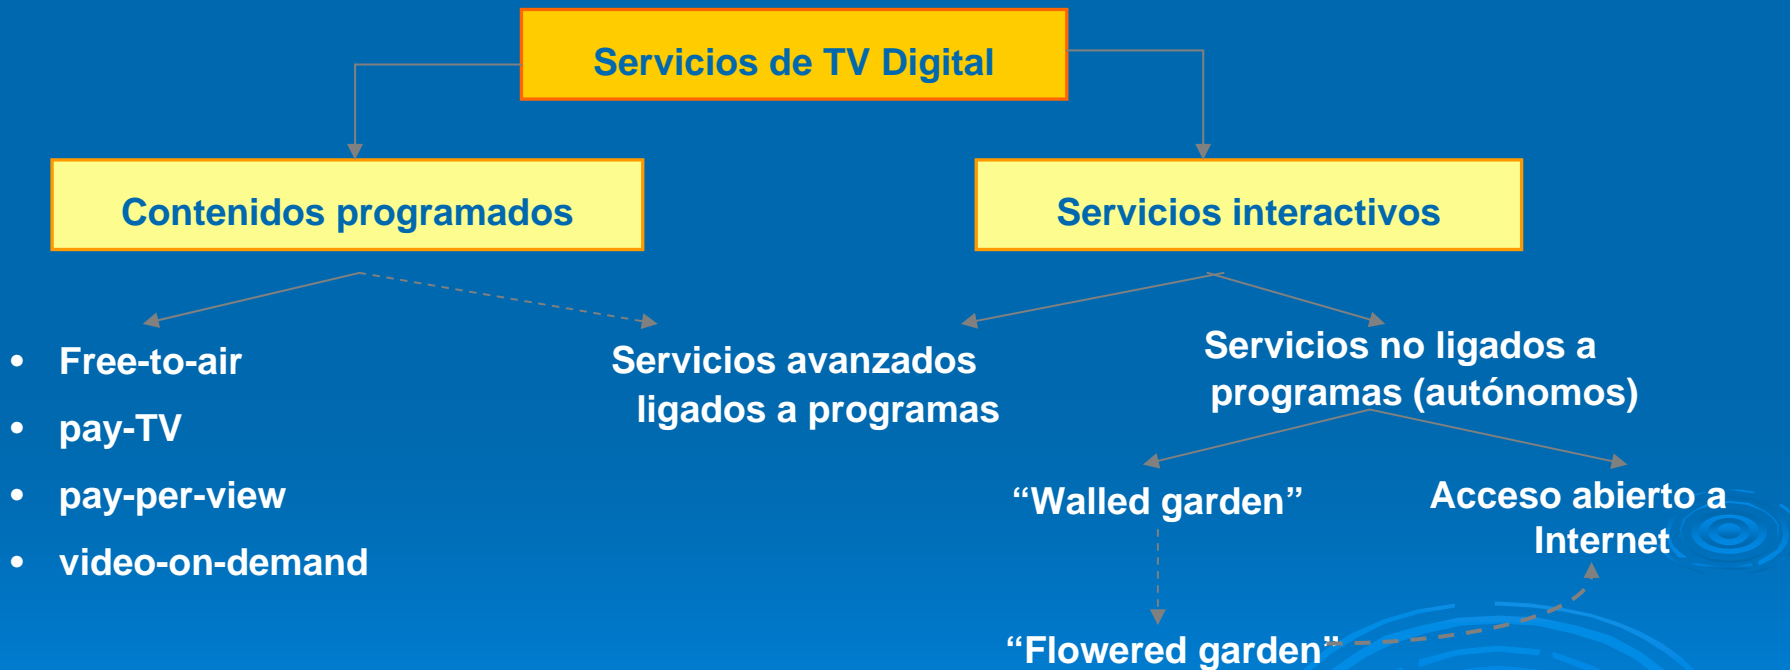 Servicios de TV Digital
Contenidos programados
Servicios interactivos
• Free-to-air
• pay-TV
• pay-per-view
• video-on-demand
Servicios avanzados
ligados a programas
Servicios no ligados a
programas (autónomos)
“Walled garden”
Acceso abierto a
Internet
“Flowered garden”